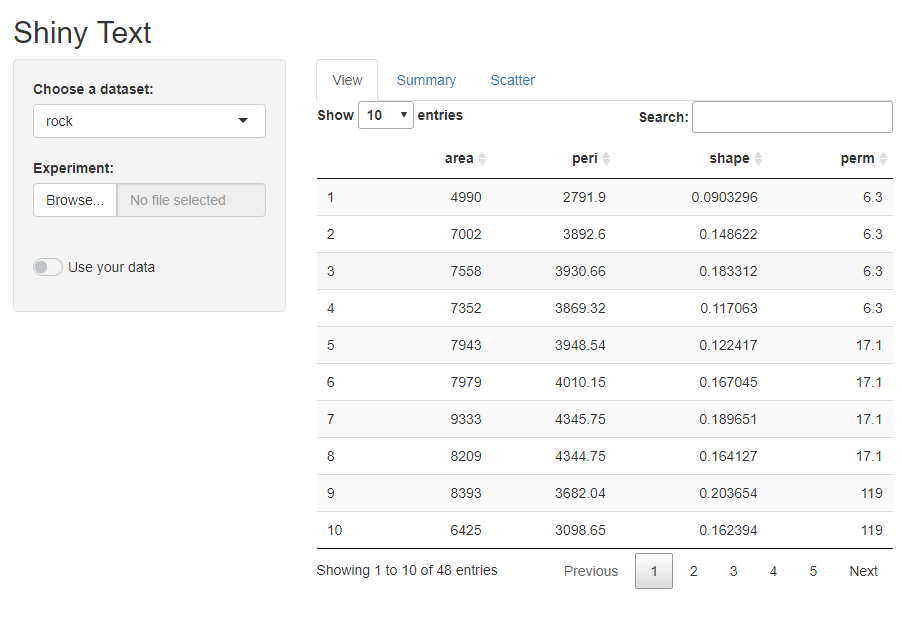 Shiny Text
Choose a dataset:
rock
Experiment:
Browse... No file selected
Use your data
View Summary Scatter
Show 10 entries Search:
area peri shape perm
1 4990 2791.9 0.0903296 6.3
2 7002 3892.6 0.148622 6.3
3 7558 3930.66 0.183312 6.3
4 7352 3869.32 0.117063 6.3
5 7943 3948.54 0.122417 17.1
6 7979 4010.15 0.167045 17.1
7 9333 4345.75 0.189651 17.1
8 8209 4344.75 0.164127 17.1
9 8393 3682.04 0.203654 119
10 6425 3098.65 0.162394 119
Showing 1 to 10 of 48 entries Previous 1 2 3 4 5 Next